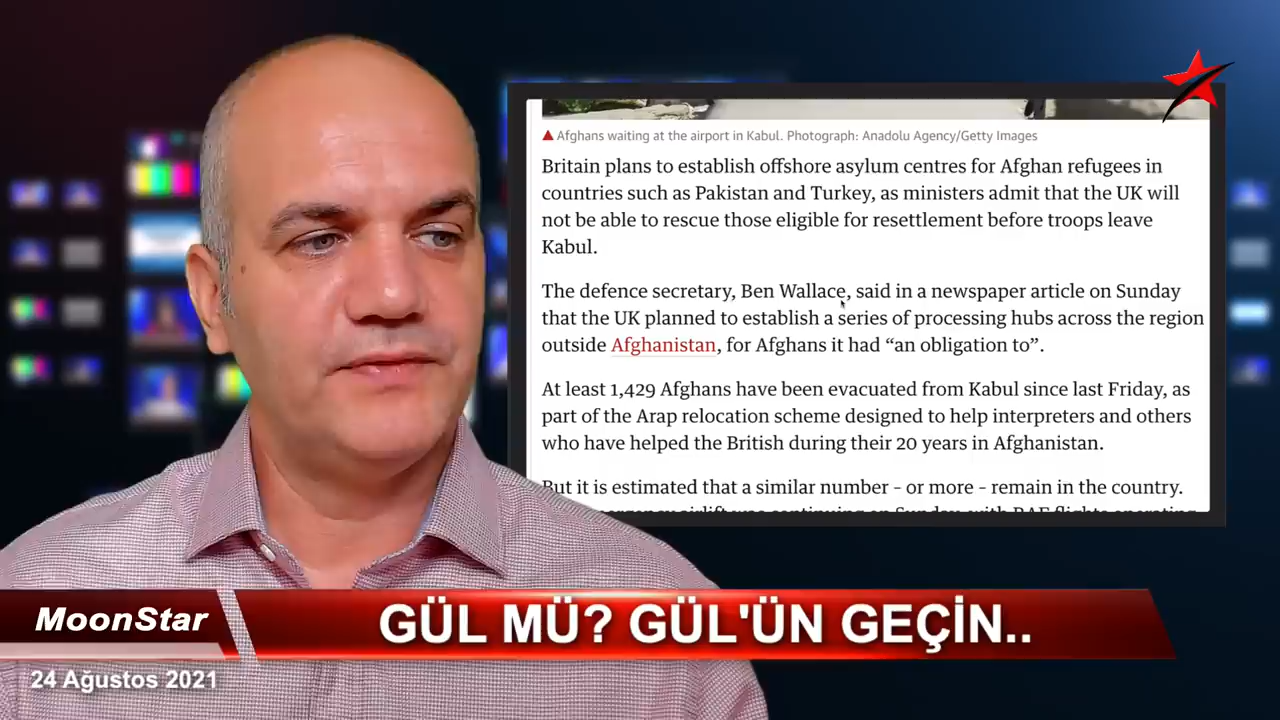 Afghans waiting at the airport in Kabul. Photograph: Anadolu Agency/Getty Images
Britain plans to establish offshore asylum centres for Afghan refugees in
countries such as Pakistan and Turkey, as ministers admit that the UK will
not be able to rescue those eligible for resettlement before troops leave
Kabul.
The defence secretary, Ben Wallace, said in a newspaper article on Sunday
that the UK planned to establish a series of processing hubs across the region
outside Afghanistan, for Afghans it had “an obligation to”.
At least 1,429 Afghans have been evacuated from Kabul since last Friday, as
part of the Arap relocation scheme designed to help interpreters and others
who have helped the British during their 20 years in Afghanistan.
But it is estimated that a similar number – or more – remain in the country.
MoonStar
GÜL MÜ? GÜL'ÜN GEÇİN..
24 Ağustos 2021